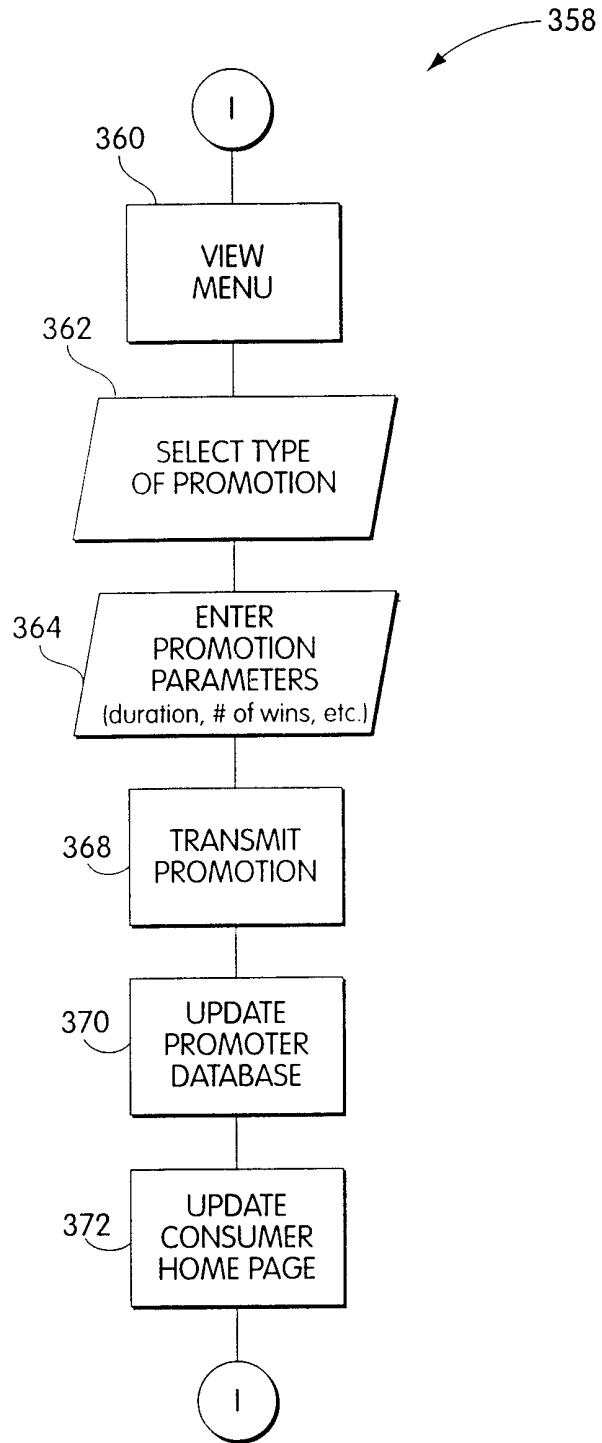 358
I
360
VIEW
MENU
362
SELECT TYPE
OF PROMOTION
364
ENTER
PROMOTION
PARAMETERS
(duration, # of wins, etc.)
368
TRANSMIT
PROMOTION
370
UPDATE
PROMOTER
DATABASE
372
UPDATE
CONSUMER
HOME PAGE
I